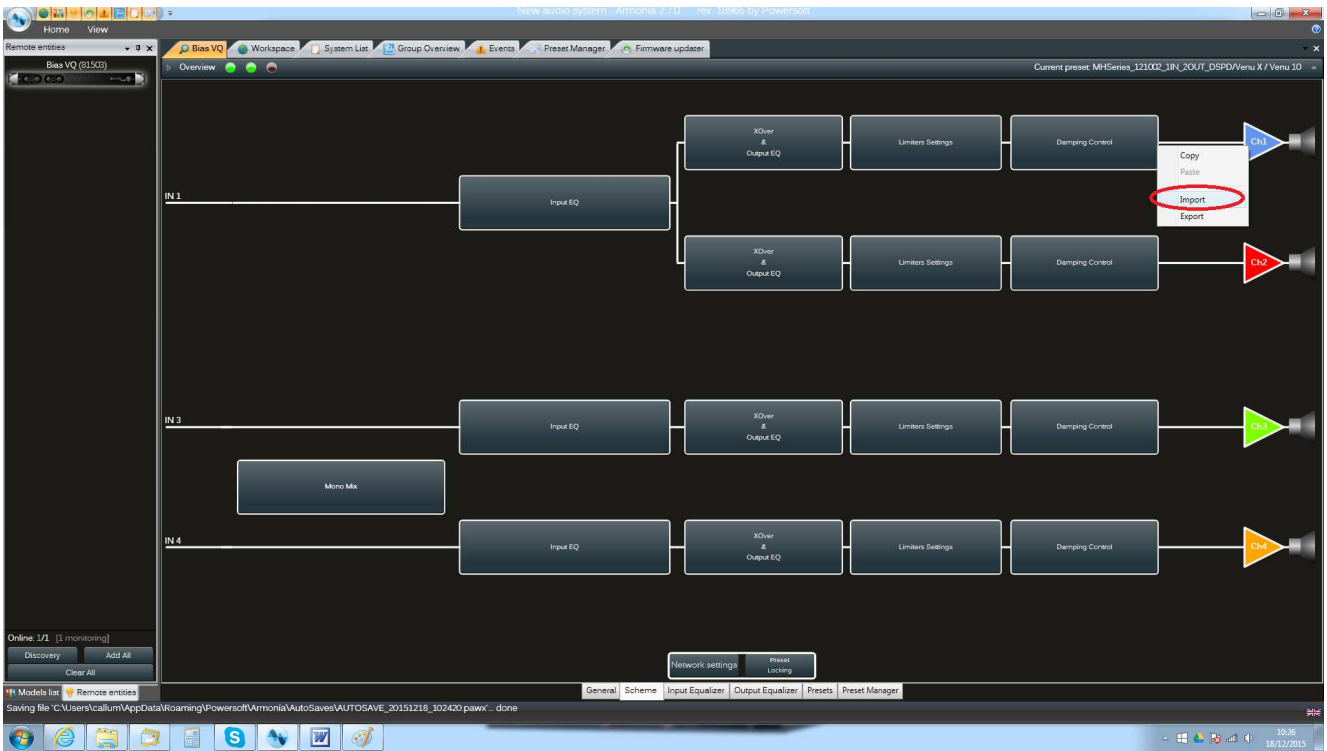 New audio system - Armonía 2.7.0 rev. 18965 by Powersoft
Home View
Remote entities
Bias VQ Workspace System List Group Overview Events Preset Manager Firmware updater
Bias VQ (81503)
Overview
Current preset: MHSeries_121002_1IN_2OUT_DSPD/Venu X / Venu 10
XOver
&
Output EQ
Limiters Settings
Damping Control
Ch1
Copy
Paste
Import
Export
IN 1
Input EQ
XOver
&
Output EQ
Limiters Settings
Damping Control
Ch2
IN 3
Input EQ
XOver
&
Output EQ
Limiters Settings
Damping Control
Ch3
Mono Mix
IN 4
Input EQ
XOver
&
Output EQ
Limiters Settings
Damping Control
Ch4
Online: 1/1 [1 monitoring]
Discovery Add All
Clear All
Network settings
Preset
Locking
Models list Remote entities
General Scheme Input Equalizer Output Equalizer Presets Preset Manager
Saving file 'C:\Users\callum\AppData\Roaming\Powersoft\Armonía\AutoSaves\AUTOSAVE_20151218_102420.pawx'... done
10:26
18/12/2015